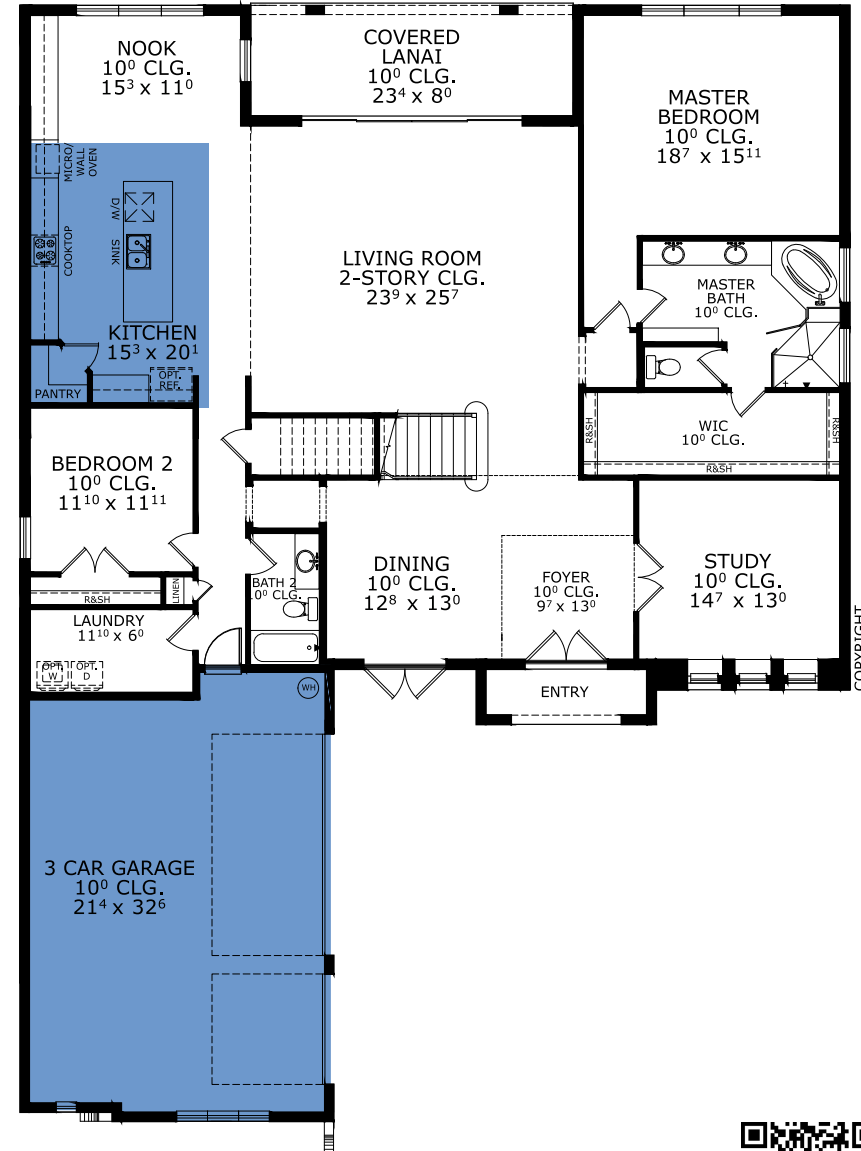 NOOK
10⁰ CLG.
15³ x 11⁰
COVERED
LANAI
10⁰ CLG.
23⁴ x 8⁰
MASTER
BEDROOM
10⁰ CLG.
18⁷ x 15¹¹
MICRO/
WALL
OVEN
D/W
SINK
COOKTOP
KITCHEN
15³ x 20¹
PANTRY
OPT.
REF.
LIVING ROOM
2-STORY CLG.
23⁹ x 25⁷
MASTER
BATH
10⁰ CLG.
R&SH
WIC
10⁰ CLG.
R&SH
R&SH
BEDROOM 2
10⁰ CLG.
11¹⁰ x 11¹¹
R&SH
LINEN
BATH 2
10⁰ CLG.
DINING
10⁰ CLG.
12⁸ x 13⁰
FOYER
10⁰ CLG.
9⁷ x 13⁰
STUDY
10⁰ CLG.
14⁷ x 13⁰
LAUNDRY
11¹⁰ x 6⁰
OPT.
W
OPT.
D
WH
ENTRY
COPYRIGHT
3 CAR GARAGE
10⁰ CLG.
21⁴ x 32⁶